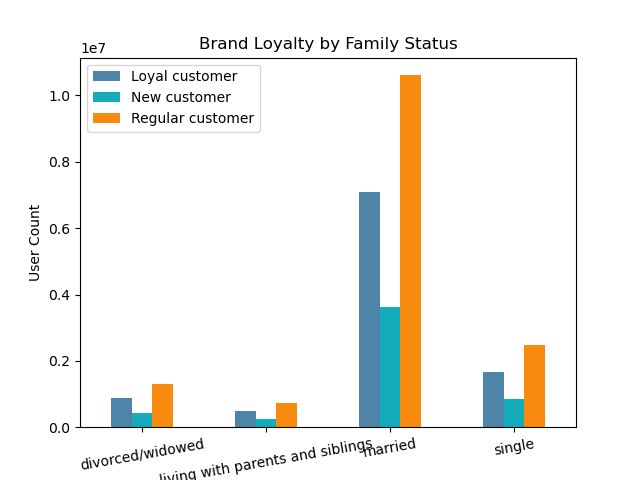 Brand Loyalty by Family Status
1e7
Loyal customer
New customer
Regular customer
1.0
0.8
0.6
0.4
0.2
0.0
User Count
divorced/widowed
living with parents and siblings
married
single